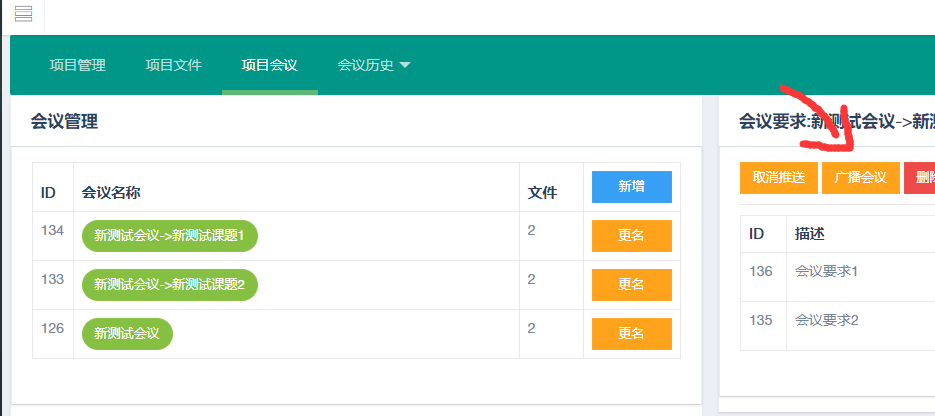 项目管理 项目文件 项目会议 会议历史
会议管理
ID 会议名称 文件 新增
134 新测试会议->新测试课题1 2 更名
133 新测试会议->新测试课题2 2 更名
126 新测试会议 2 更名
会议要求:新测试会议->新测
取消推送 广播会议 删除
ID 描述
136 会议要求1
135 会议要求2